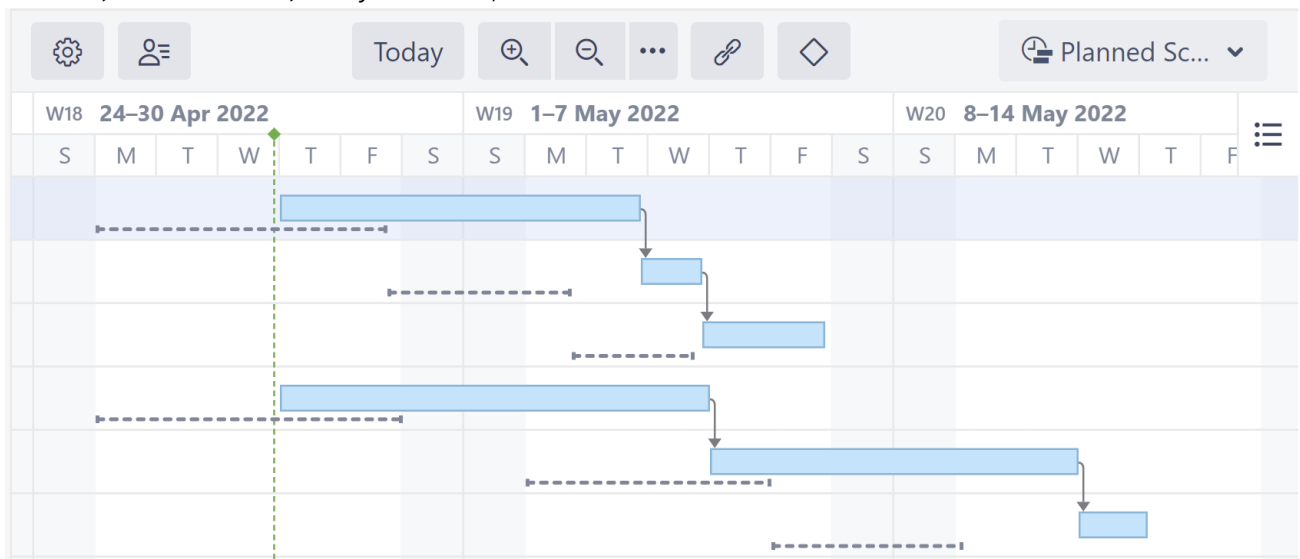 Today Planned Sc...
W18 24–30 Apr 2022 W19 1–7 May 2022 W20 8–14 May 2022
S M T W T F S S M T W T F S S M T W T F